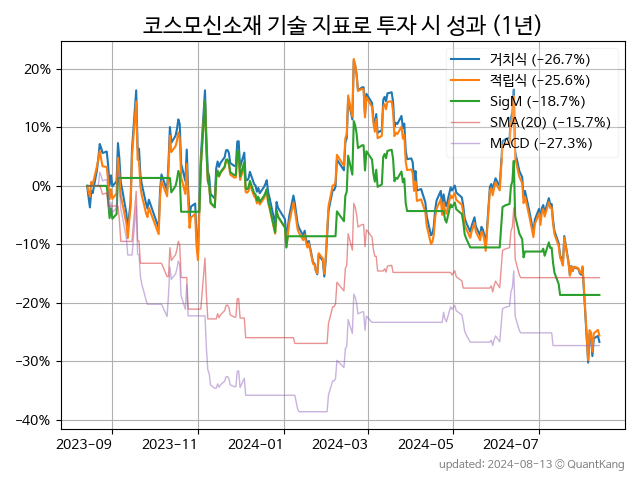 코스모신소재 기술 지표로 투자 시 성과 (1년)
거치식 (−26.7%)
적립식 (−25.6%)
SigM (−18.7%)
SMA(20) (−15.7%)
MACD (−27.3%)
20%
10%
0%
−10%
−20%
−30%
−40%
2023-09 2023-11 2024-01 2024-03 2024-05 2024-07
updated: 2024-08-13 ⓒ QuantKang